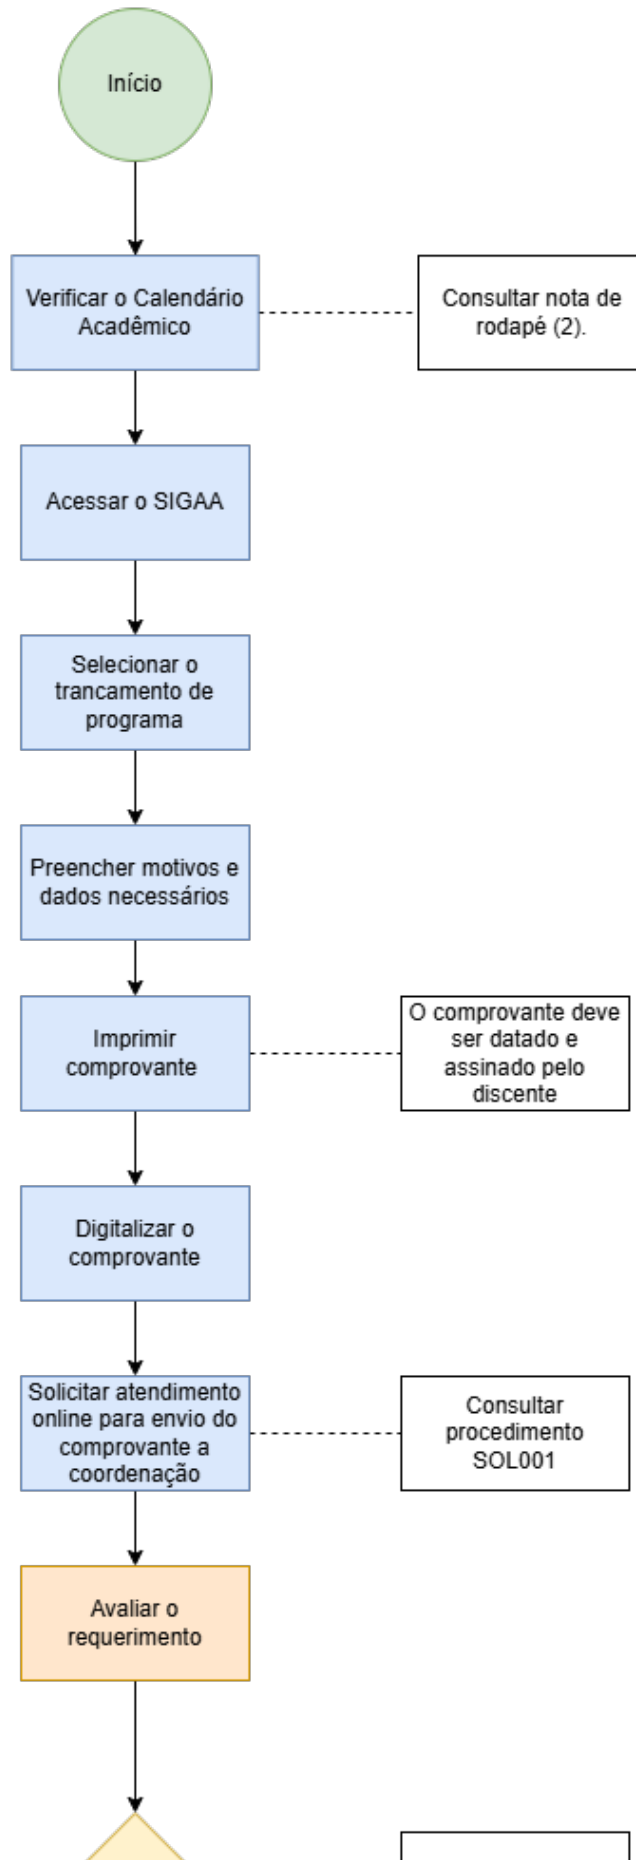 Início
Verificar o Calendário
Acadêmico
Consultar nota de
rodapé (2).
Acessar o SIGAA
Selecionar o
trancamento de
programa
Preencher motivos e
dados necessários
Imprimir
comprovante
O comprovante deve
ser datado e
assinado pelo
discente
Digitalizar o
comprovante
Solicitar atendimento
online para envio do
comprovante a
coordenação
Consultar
procedimento
SOL001
Avaliar o
requerimento